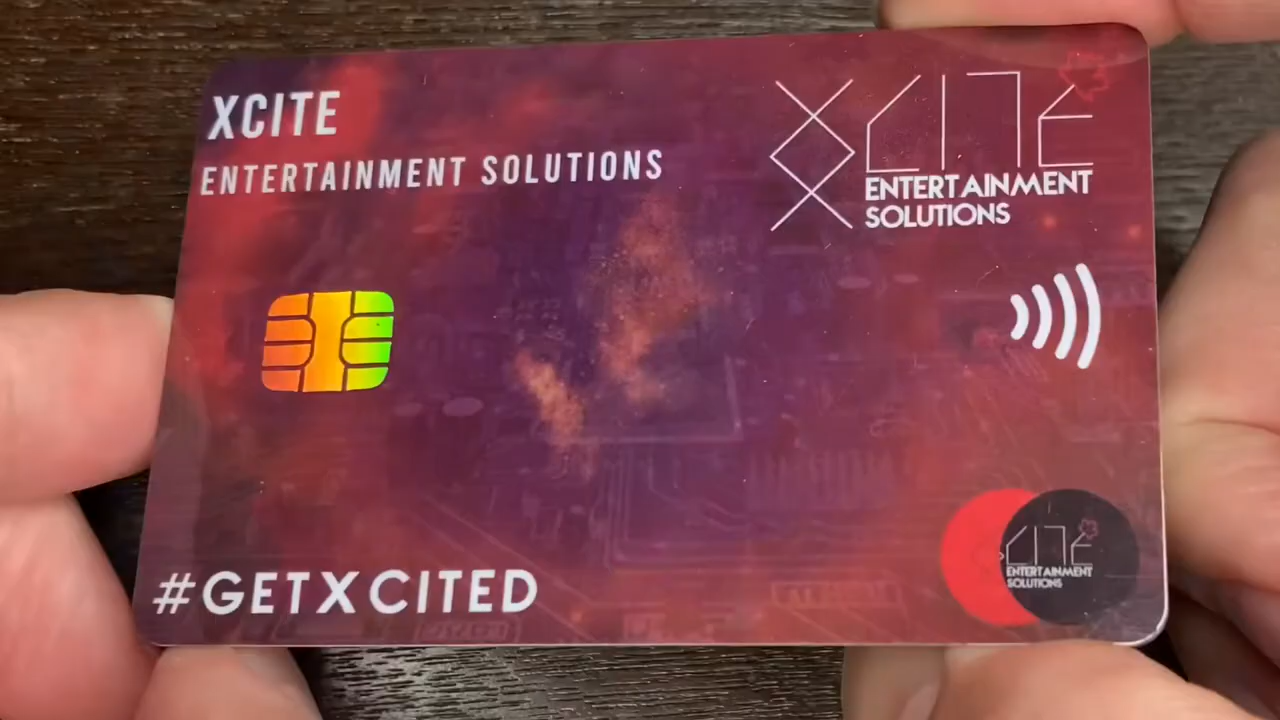 XCITE
ENTERTAINMENT SOLUTIONS
XCITE
ENTERTAINMENT
SOLUTIONS
#GETXCITED
XCITE
ENTERTAINMENT
SOLUTIONS